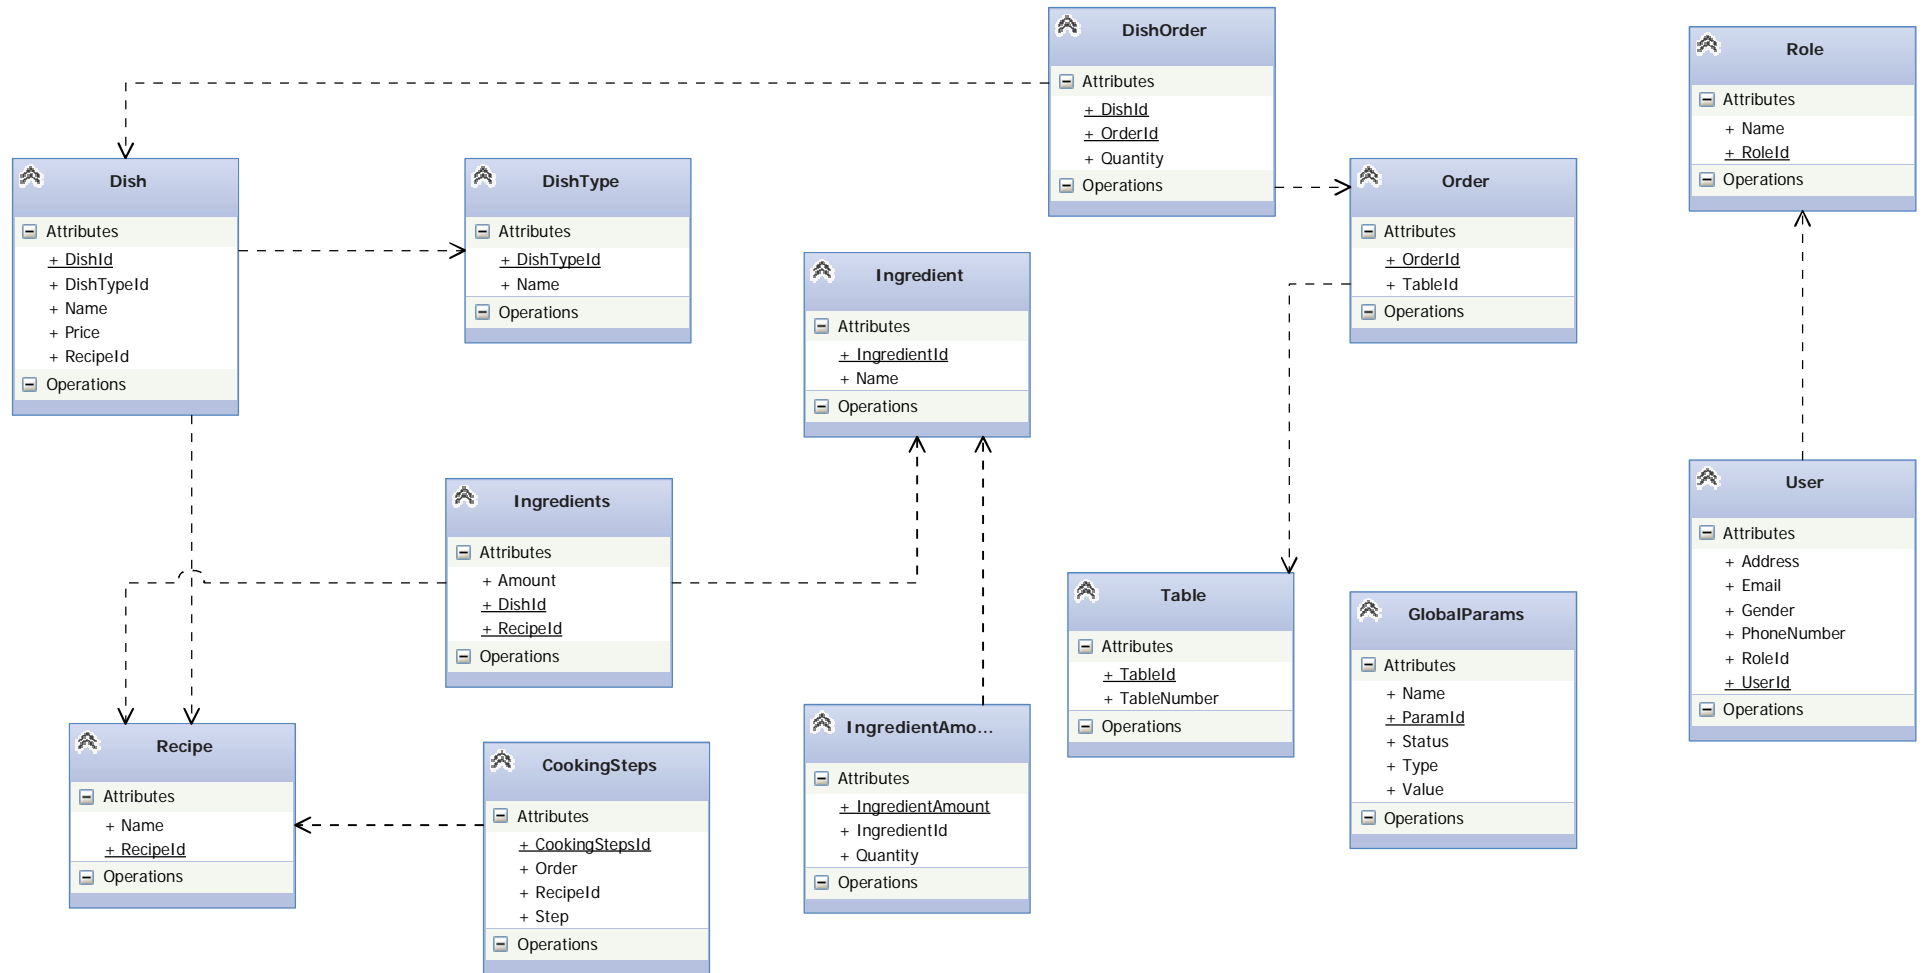 DishOrder
Attributes
+ DishId
+ OrderId
+ Quantity
Operations
Role
Attributes
+ Name
+ RoleId
Operations
Dish
Attributes
+ DishId
+ DishTypeId
+ Name
+ Price
+ RecipeId
Operations
DishType
Attributes
+ DishTypeId
+ Name
Operations
Order
Attributes
+ OrderId
+ TableId
Operations
Ingredient
Attributes
+ IngredientId
+ Name
Operations
Ingredients
Attributes
+ Amount
+ DishId
+ RecipeId
Operations
User
Attributes
+ Address
+ Email
+ Gender
+ PhoneNumber
+ RoleId
+ UserId
Operations
Table
Attributes
+ TableId
+ TableNumber
Operations
GlobalParams
Attributes
+ Name
+ ParamId
+ Status
+ Type
+ Value
Operations
Recipe
Attributes
+ Name
+ RecipeId
Operations
CookingSteps
Attributes
+ CookingStepsId
+ Order
+ RecipeId
+ Step
Operations
IngredientAmo...
Attributes
+ IngredientAmount
+ IngredientId
+ Quantity
Operations